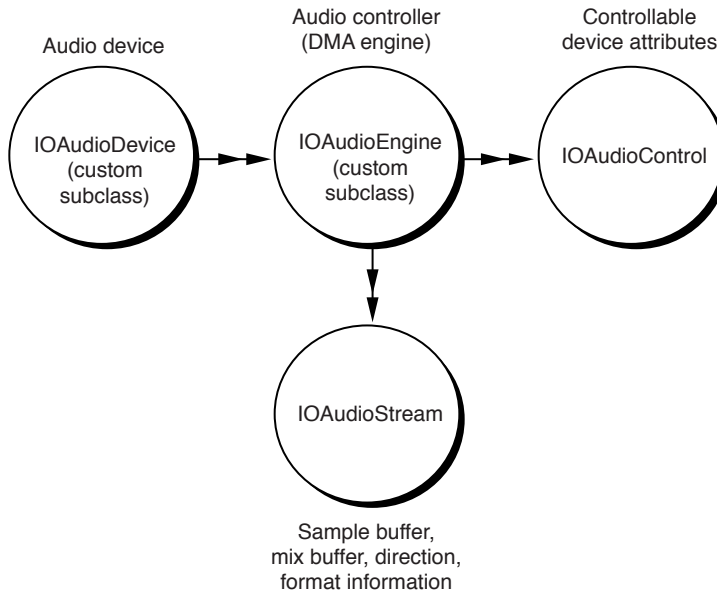 Audio device
Audio controller
(DMA engine)
Controllable
device attributes
IOAudioDevice
(custom
subclass)
IOAudioEngine
(custom
subclass)
IOAudioControl
IOAudioStream
Sample buffer,
mix buffer, direction,
format information